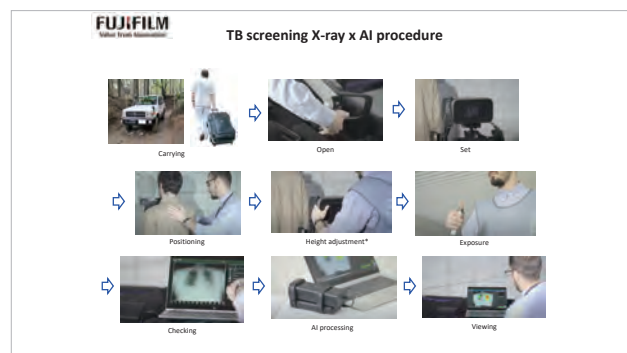 FUJIFILM
Value from Innovation
TB screening X-ray x AI procedure
Carrying
Open
Set
Positioning
Height adjustment*
Exposure
Checking
AI processing
Viewing